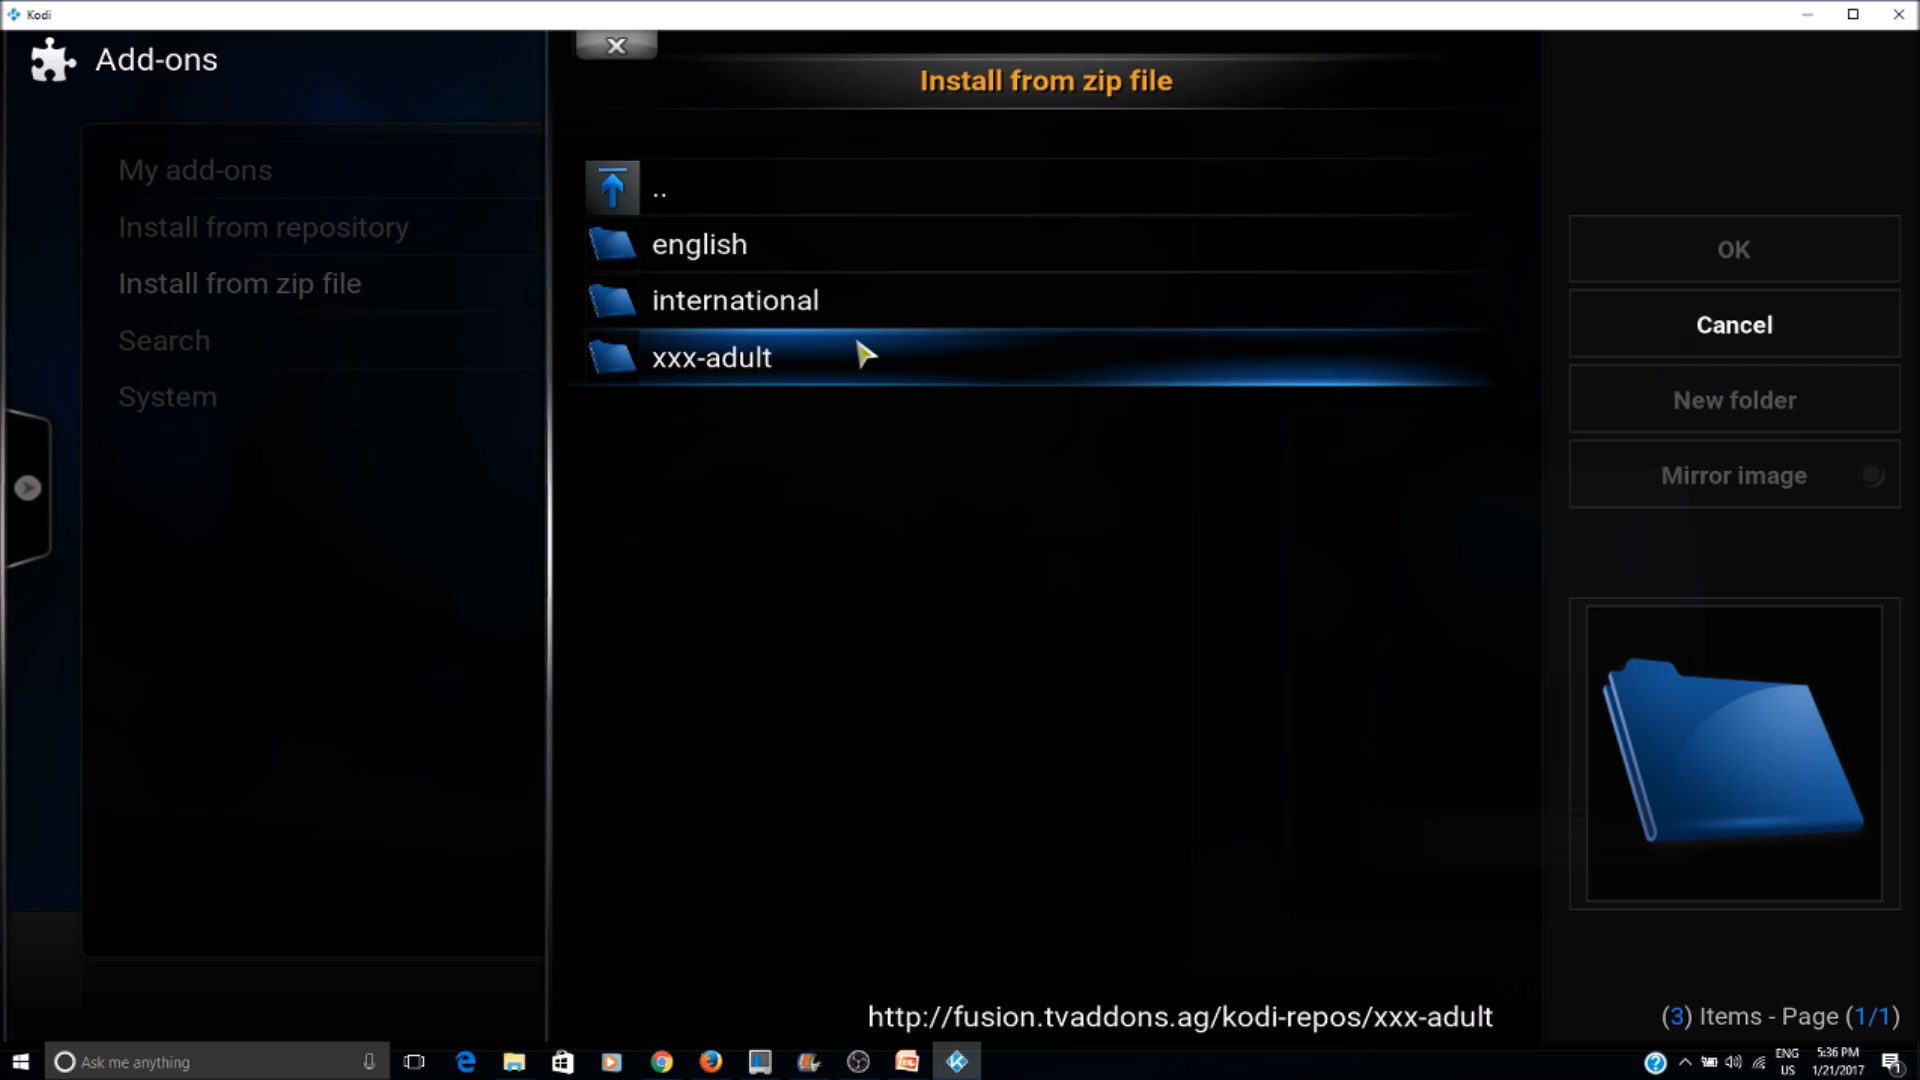 Kodi
Add-ons
X
Install from zip file
My add-ons
Install from repository
Install from zip file
Search
System
..
english
international
xxx-adult
OK
Cancel
New folder
Mirror image
http://fusion.tvaddons.ag/kodi-repos/xxx-adult
(3) Items - Page (1/1)
Ask me anything
ENG
US
5:36 PM
1/21/2017
1